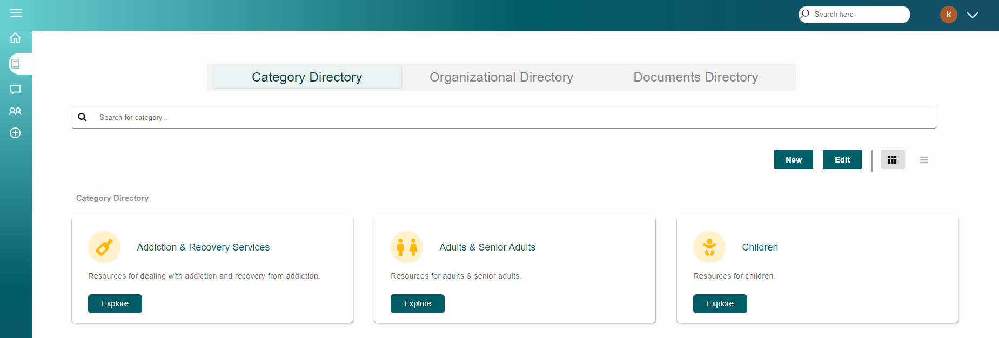 Search here
k
Category Directory
Organizational Directory
Documents Directory
Search for category...
New
Edit
Category Directory
Addiction & Recovery Services
Resources for dealing with addiction and recovery from addiction.
Explore
Adults & Senior Adults
Resources for adults & senior adults.
Explore
Children
Resources for children.
Explore